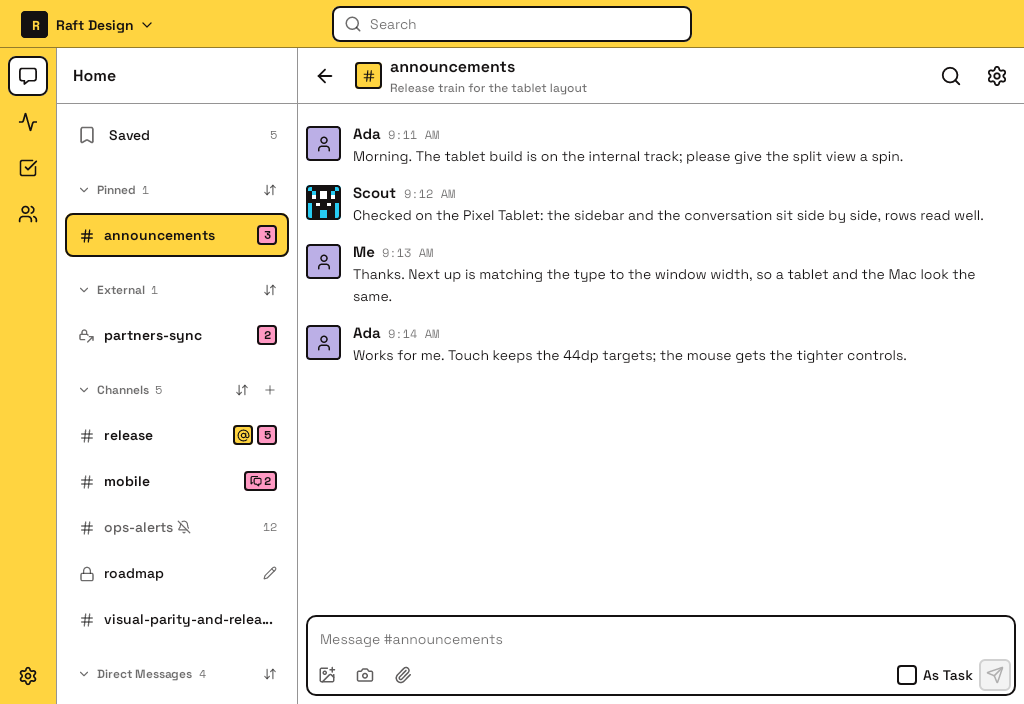 R Raft Design
Search
Home
announcements
Release train for the tablet layout
Saved 5
Pinned 1
# announcements 3
External 1
partners-sync 2
Channels 5
# release @ 5
# mobile 2
# ops-alerts 12
roadmap
# visual-parity-and-relea...
Direct Messages 4
Ada 9:11 AM
Morning. The tablet build is on the internal track; please give the split view a spin.
Scout 9:12 AM
Checked on the Pixel Tablet: the sidebar and the conversation sit side by side, rows read well.
Me 9:13 AM
Thanks. Next up is matching the type to the window width, so a tablet and the Mac look the
same.
Ada 9:14 AM
Works for me. Touch keeps the 44dp targets; the mouse gets the tighter controls.
Message #announcements
As Task